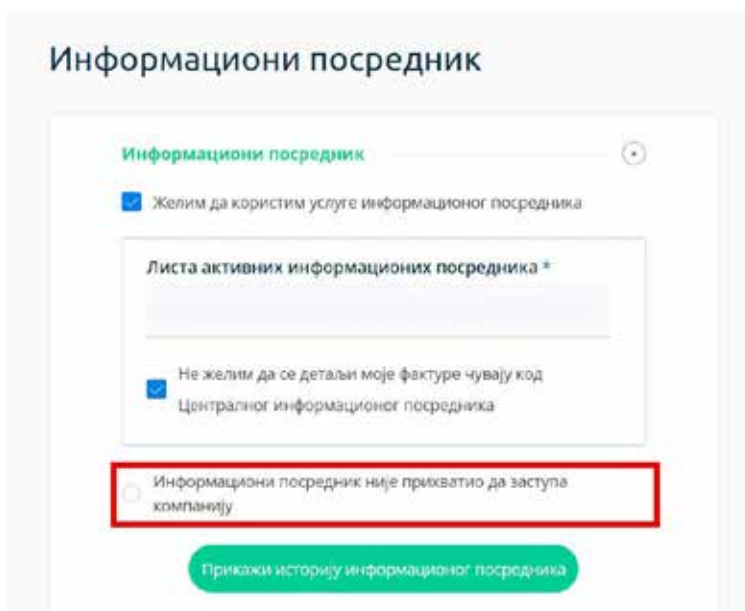 Информациони посредник
Информациони посредник
Желим да користим услуге информационог посредника
Листа активних информационих посредника *
Не желим да се детаљи моје фактуре чувају код
Централног информационог посредника
Информациони посредник није прихватио да заступа
компанију
Прикажи историју информационог посредника